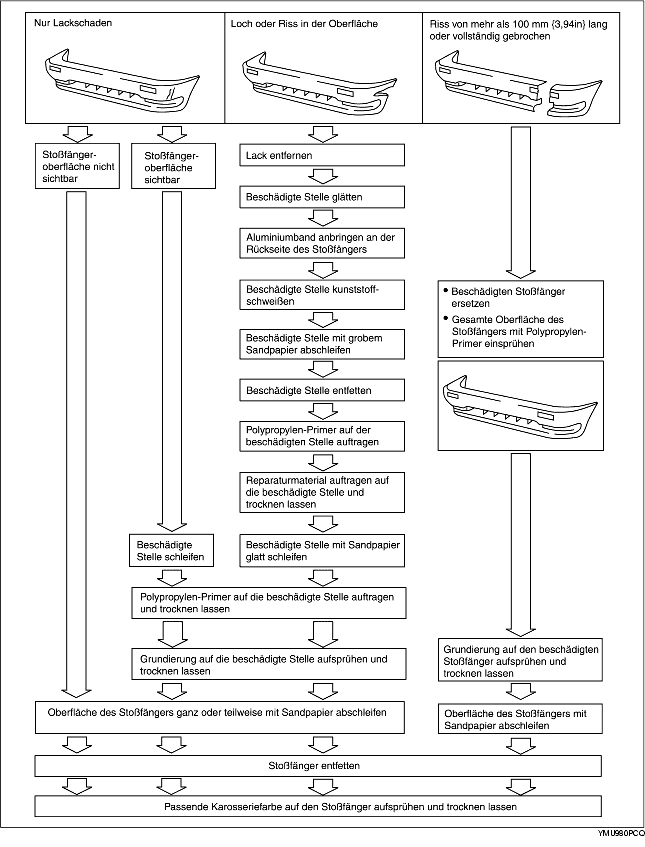 Nur Lackschaden
Loch oder Riss in der Oberfläche
Riss von mehr als 100 mm {3,94in} lang
oder vollständig gebrochen
Stoßfänger-
oberfläche nicht
sichtbar
Stoßfänger-
oberfläche
sichtbar
Lack entfernen
Beschädigte Stelle glätten
Aluminiumband anbringen an der
Rückseite des Stoßfängers
Beschädigte Stelle kunststoff-
schweißen
Beschädigte Stelle mit grobem
Sandpapier abschleifen
Beschädigte Stelle entfetten
Polypropylen-Primer auf der
beschädigten Stelle auftragen
Reparaturmaterial auftragen auf
die beschädigte Stelle und
trocknen lassen
Beschädigte
Stelle schleifen
Beschädigte Stelle mit Sandpapier
glatt schleifen
• Beschädigten Stoßfänger
ersetzen
• Gesamte Oberfläche des
Stoßfängers mit Polypropylen-
Primer einsprühen
Polypropylen-Primer auf die beschädigte Stelle auftragen
und trocknen lassen
Grundierung auf die beschädigte Stelle aufsprühen und
trocknen lassen
Grundierung auf den beschädigten
Stoßfänger aufsprühen und
trocknen lassen
Oberfläche des Stoßfängers ganz oder teilweise mit Sandpapier abschleifen
Oberfläche des Stoßfängers mit
Sandpapier abschleifen
Stoßfänger entfetten
Passende Karosseriefarbe auf den Stoßfänger aufsprühen und trocknen lassen
YMU980PCQ